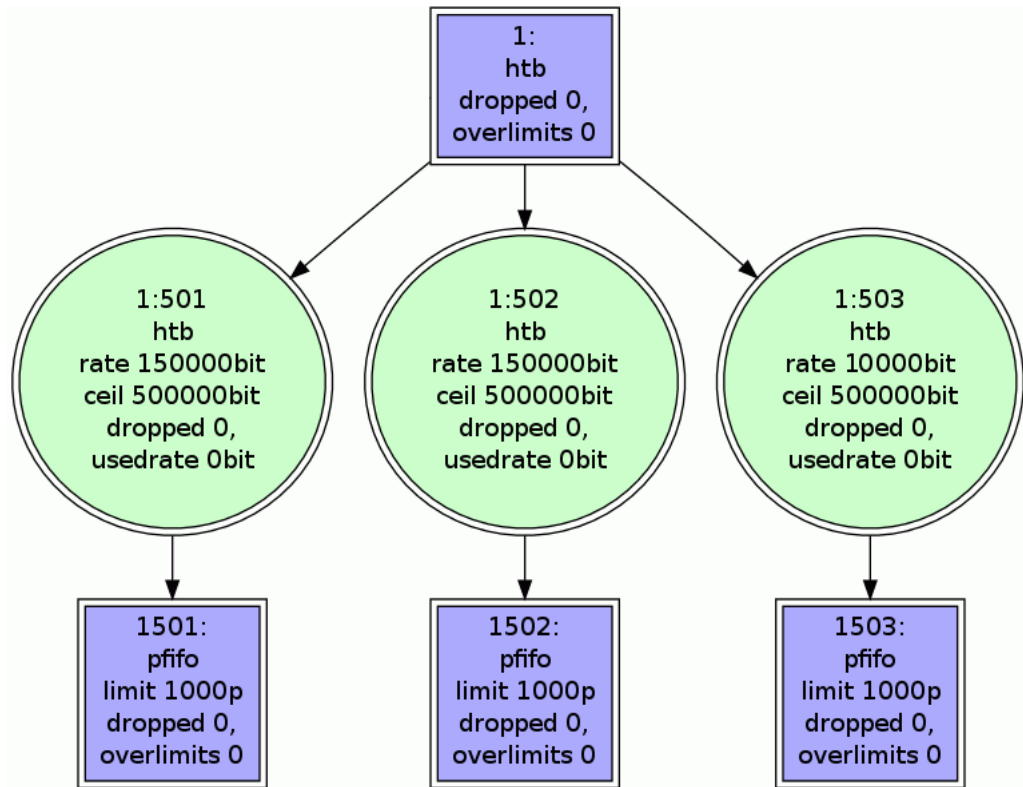 1:
htb
dropped 0,
overlimits 0
1:501
htb
rate 150000bit
ceil 500000bit
dropped 0,
usedrate 0bit
1:502
htb
rate 150000bit
ceil 500000bit
dropped 0,
usedrate 0bit
1:503
htb
rate 10000bit
ceil 500000bit
dropped 0,
usedrate 0bit
1501:
pfifo
limit 1000p
dropped 0,
overlimits 0
1502:
pfifo
limit 1000p
dropped 0,
overlimits 0
1503:
pfifo
limit 1000p
dropped 0,
overlimits 0